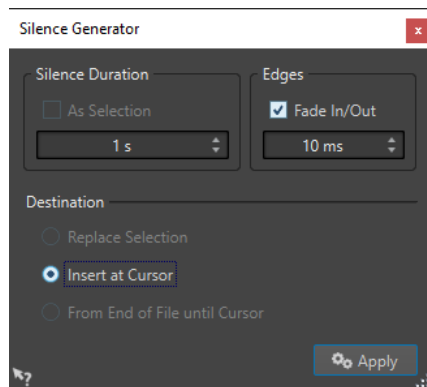 Silence Generator
x
Silence Duration
Edges
As Selection
Fade In/Out
1 s
10 ms
Destination
Replace Selection
Insert at Cursor
From End of File until Cursor
Apply
?